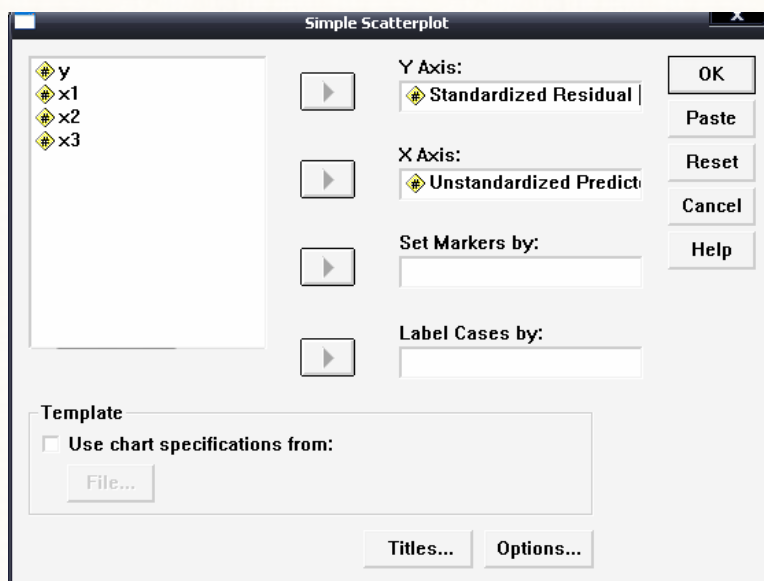 Simple Scatterplot
X
y
x1
x2
x3
Y Axis:
Standardized Residual
X Axis:
Unstandardized Predict
Set Markers by:
Label Cases by:
OK
Paste
Reset
Cancel
Help
Template
Use chart specifications from:
File...
Titles...
Options...